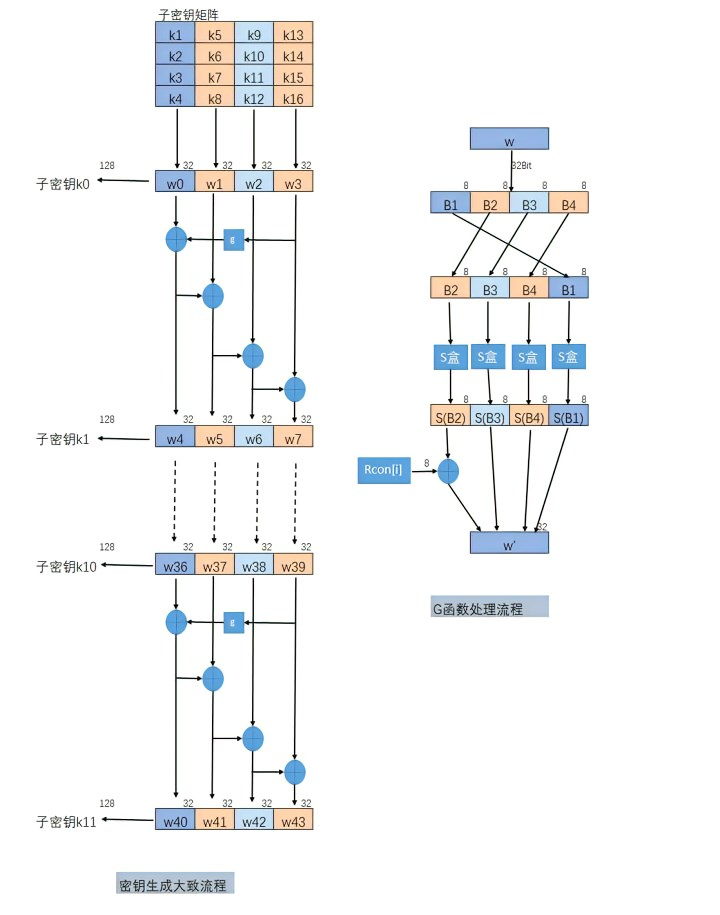 子密钥矩阵
k1 k5 k9 k13
k2 k6 k10 k14
k3 k7 k11 k15
k4 k8 k12 k16
128 32 32 32 32
子密钥k0 w0 w1 w2 w3
g
128 32 32 32 32
子密钥k1 w4 w5 w6 w7
128 32 32 32 32
子密钥k10 w36 w37 w38 w39
g
128 32 32 32 32
子密钥k11 w40 w41 w42 w43
密钥生成大致流程
w
32Bit
8 8 8 8
B1 B2 B3 B4
8 8 8 8
B2 B3 B4 B1
S盒 S盒 S盒 S盒
8 8 8 8
S(B2) S(B3) S(B4) S(B1)
Rcon[i] 8
32
w'
G函数处理流程